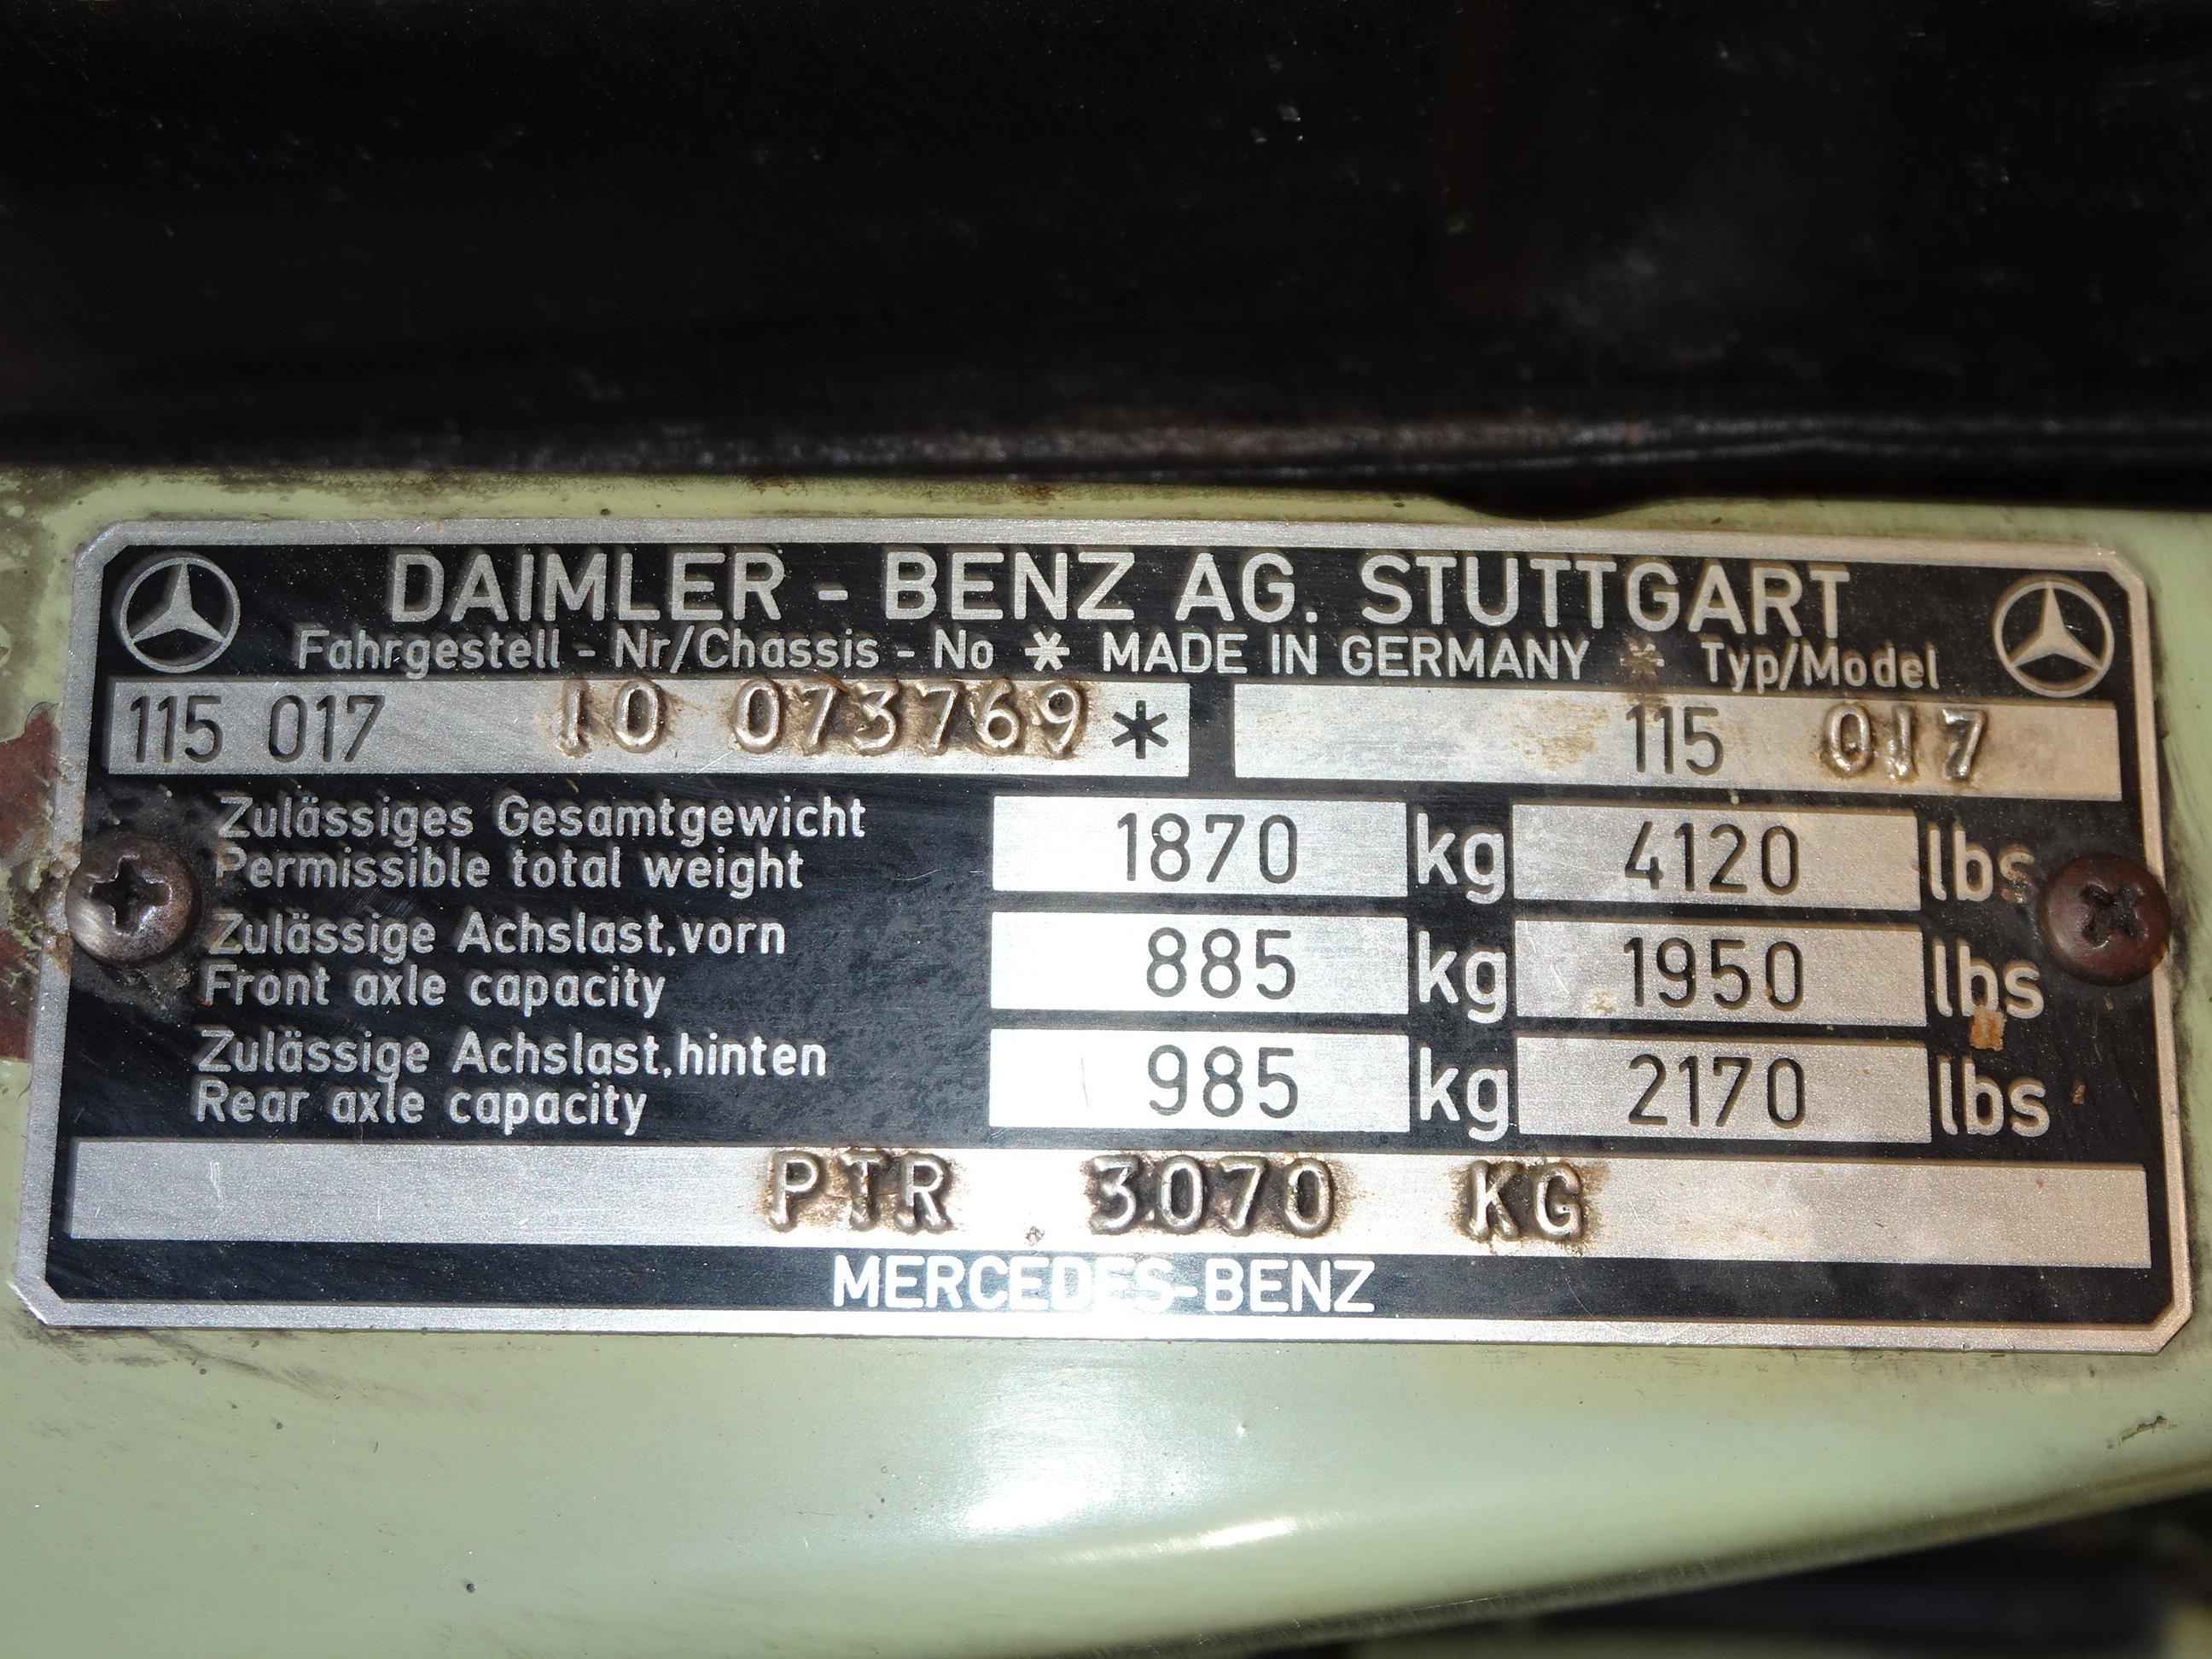 DAIMLER - BENZ AG. STUTTGART
Fahrgestell - Nr/Chassis - No * MADE IN GERMANY * Typ/Model
115 017 10 073769 * 115 017
Zulässiges Gesamtgewicht
Permissible total weight
1870 kg 4120 lbs
Zulässige Achslast,vorn
Front axle capacity
885 kg 1950 lbs
Zulässige Achslast,hinten
Rear axle capacity
985 kg 2170 lbs
PTR 3070 KG
MERCEDES-BENZ